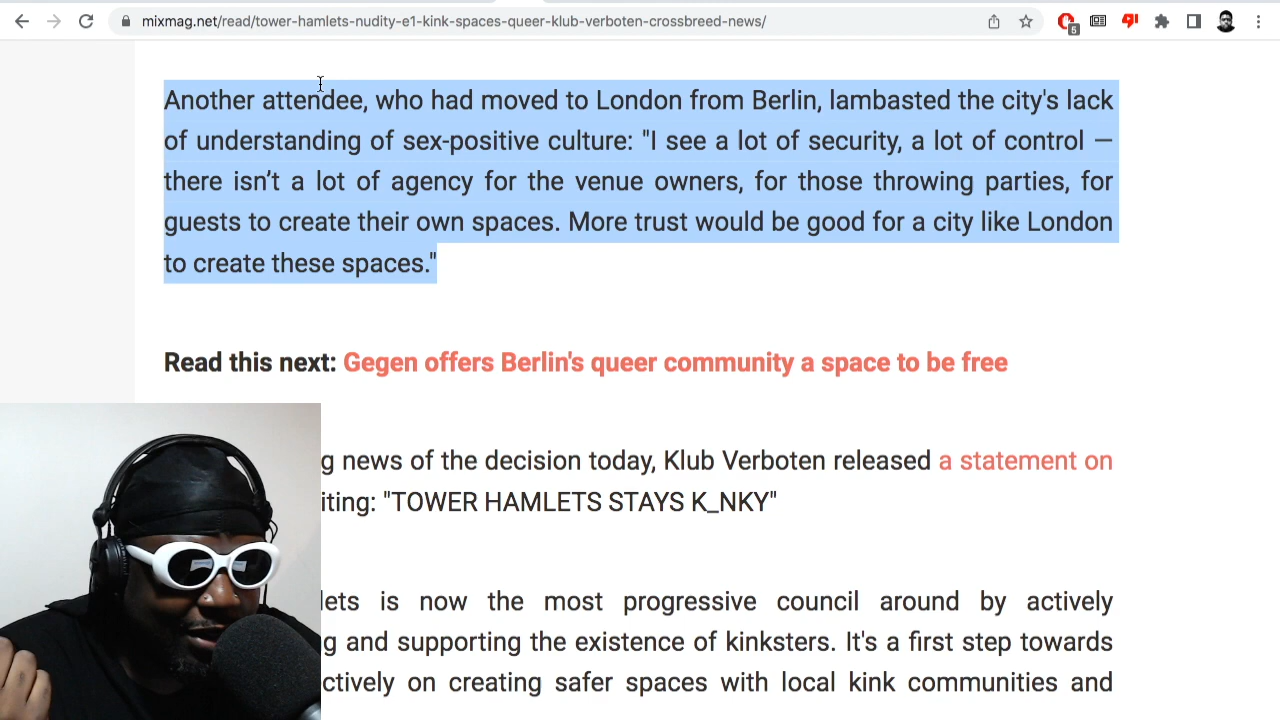 mixmag.net/read/tower-hamlets-nudity-e1-kink-spaces-queer-klub-verboten-crossbreed-news/
5
Another attendee, who had moved to London from Berlin, lambasted the city's lack
of understanding of sex-positive culture: "I see a lot of security, a lot of control —
there isn’t a lot of agency for the venue owners, for those throwing parties, for
guests to create their own spaces. More trust would be good for a city like London
to create these spaces."
Read this next: Gegen offers Berlin's queer community a space to be free
g news of the decision today, Klub Verboten released a statement on
iting: "TOWER HAMLETS STAYS K_NKY"
lets is now the most progressive council around by actively
g and supporting the existence of kinksters. It's a first step towards
ctively on creating safer spaces with local kink communities and